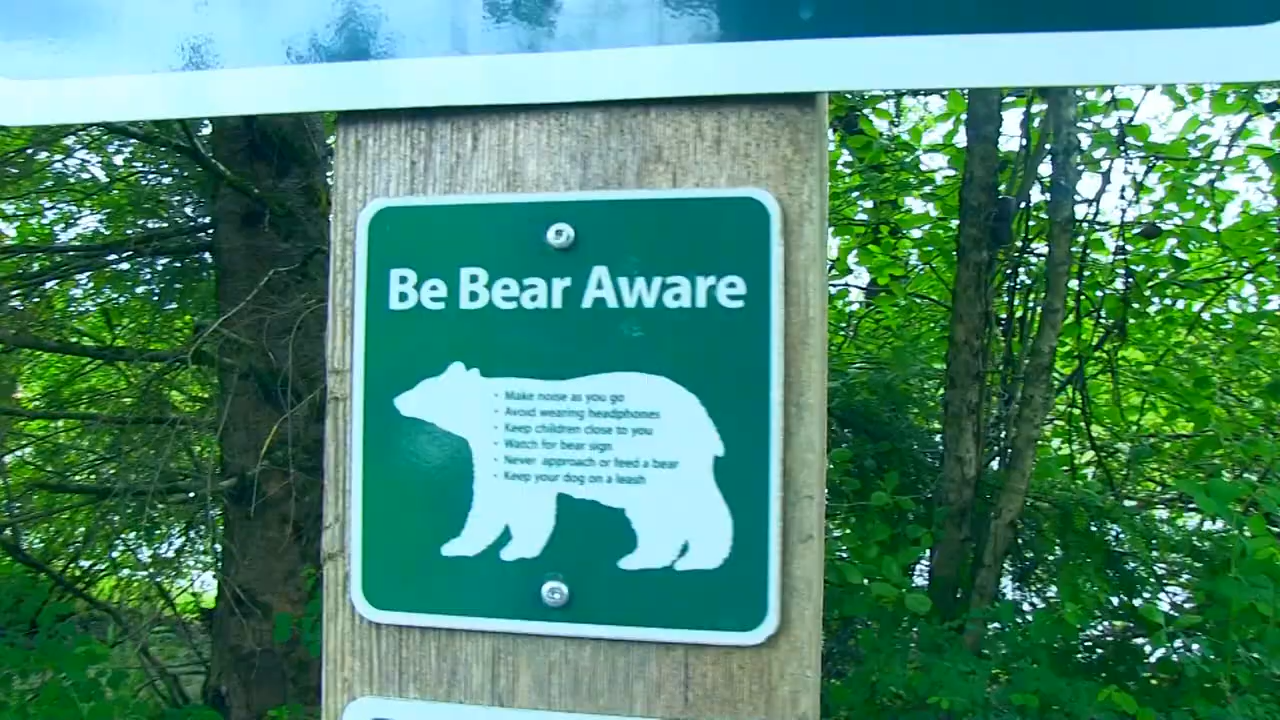 Be Bear Aware
• Make noise as you go
• Avoid wearing headphones
• Keep children close to you
• Watch for bear sign
• Never approach or feed a bear
• Keep your dog on a leash